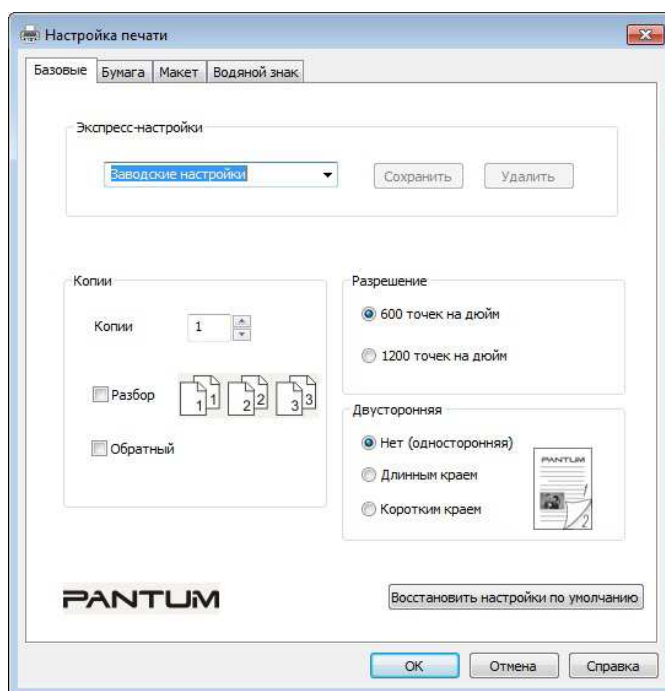 Настройка печати
Базовые Бумага Макет Водяной знак
Экспресс-настройки
Заводские настройки Сохранить Удалить
Копии
Копии 1
Разбор 1 1 2 2 3 3
Обратный
Разрешение
600 точек на дюйм
1200 точек на дюйм
Двусторонняя
Нет (односторонняя)
Длинным краем
Коротким краем
PANTUM
1
2
PANTUM
Восстановить настройки по умолчанию
OK Отмена Справка